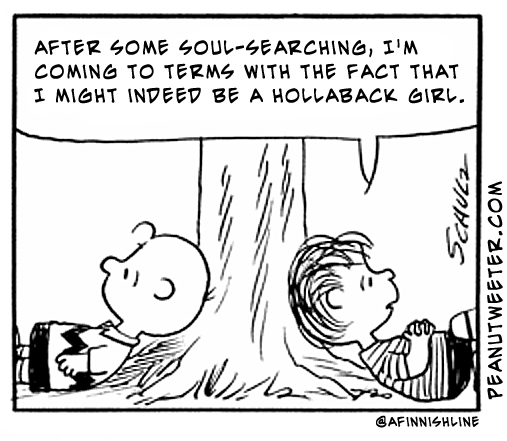 AFTER SOME SOUL-SEARCHING, I'M
COMING TO TERMS WITH THE FACT THAT
I MIGHT INDEED BE A HOLLABACK GIRL.
SCHULZ
PEANUTWEETER.COM
@AFINNISHLINE